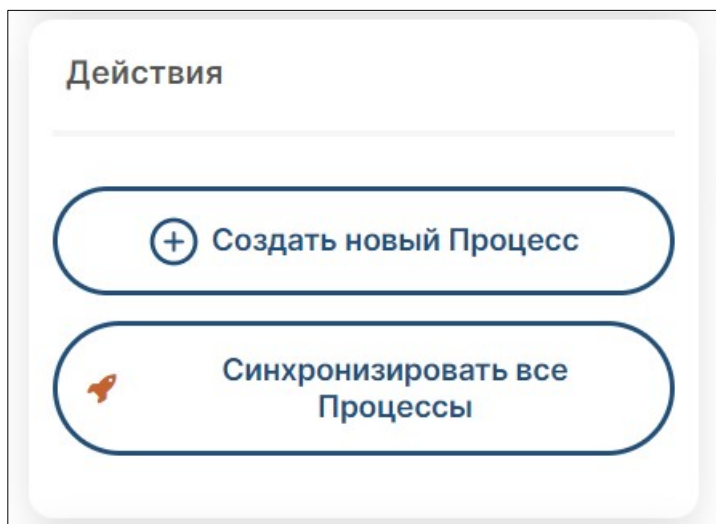 Действия
Создать новый Процесс
Синхронизировать все
Процессы